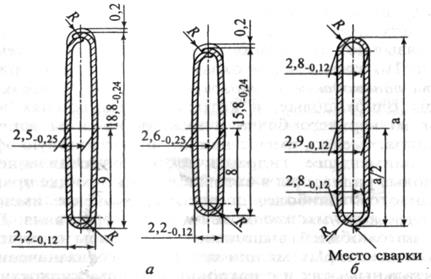 R
0,2
18,8-0,24
2,5-0,25
9
R
2,2-0,12
R
0,2
15,8-0,24
2,6-0,25
8
R
2,2-0,12
а
R
2,8-0,12
2,9-0,12
2,8-0,12
a
a/2
R
Место сварки
б